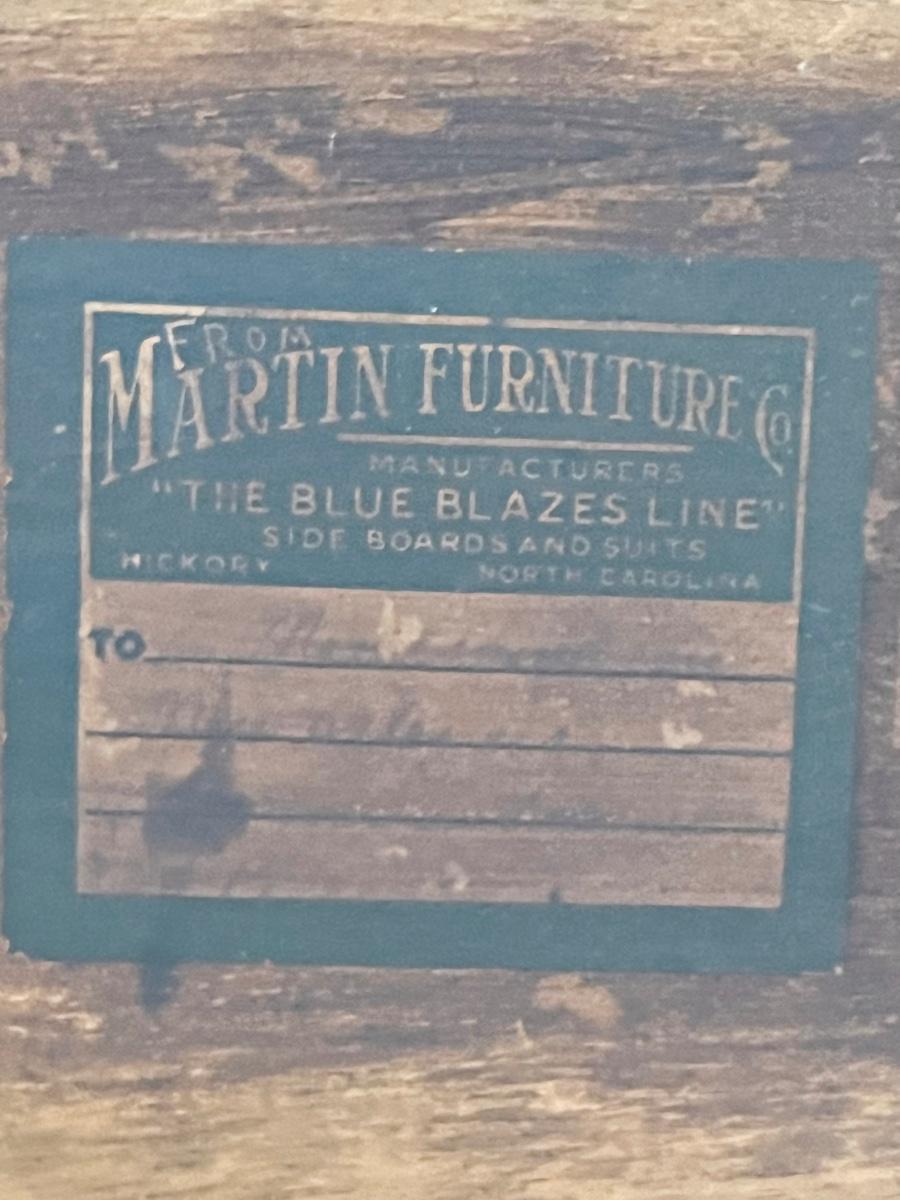 FROM
MARTIN FURNITURE Co.
MANUFACTURERS
"THE BLUE BLAZES LINE"
SIDE BOARDS AND SUITS
HICKORY NORTH CAROLINA
TO